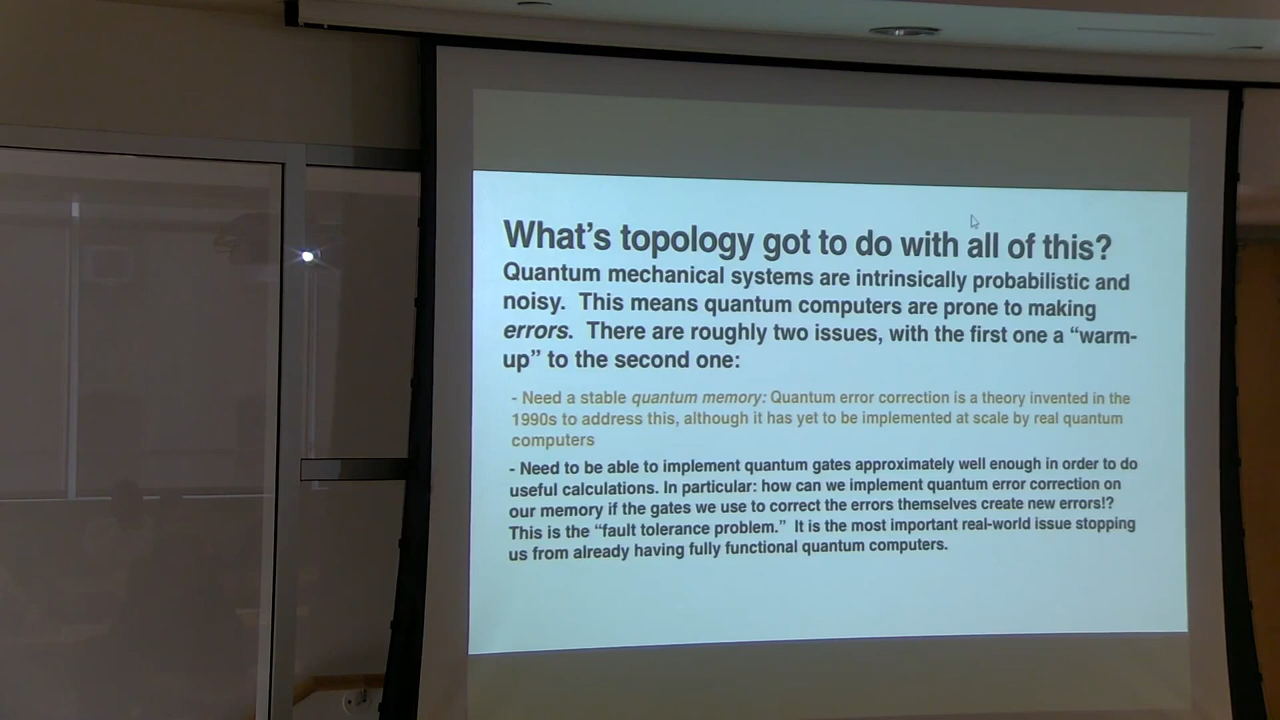 What's topology got to do with all of this?
Quantum mechanical systems are intrinsically probabilistic and
noisy. This means quantum computers are prone to making
errors. There are roughly two issues, with the first one a “warm-
up” to the second one:
- Need a stable quantum memory: Quantum error correction is a theory invented in the
1990s to address this, although it has yet to be implemented at scale by real quantum
computers
- Need to be able to implement quantum gates approximately well enough in order to do
useful calculations. In particular: how can we implement quantum error correction on
our memory if the gates we use to correct the errors themselves create new errors!?
This is the “fault tolerance problem.” It is the most important real-world issue stopping
us from already having fully functional quantum computers.